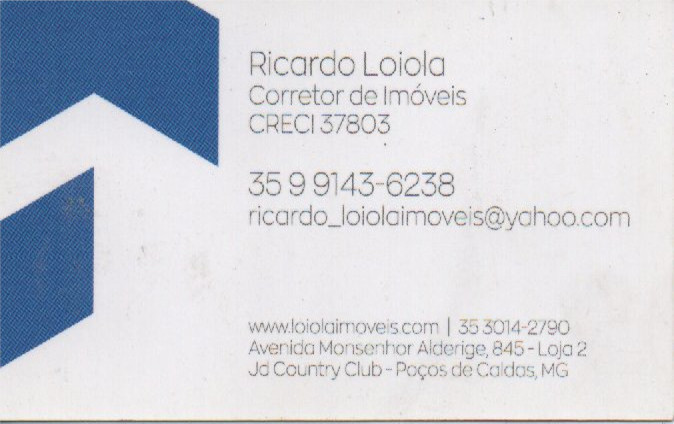 Ricardo Loiola
Corretor de Imóveis
CRECI 37803
35 9 9143-6238
ricardo_loiolaimoveis@yahoo.com
www.loiolaimoveis.com | 35 3014-2790
Avenida Monsenhor Alderige, 845 - Loja 2
Jd Country Club - Poços de Caldas, MG